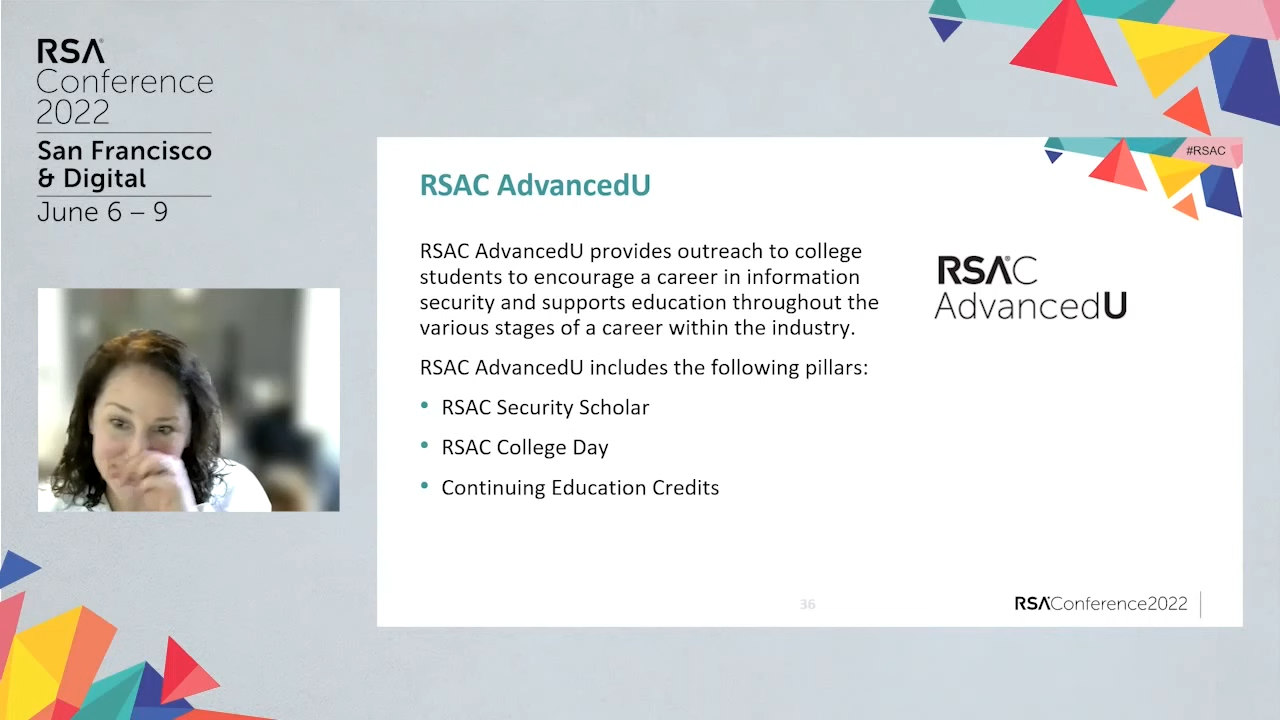 RSA
Conference
2022
San Francisco
& Digital
June 6 – 9
#RSAC
RSAC AdvancedU
RSAC AdvancedU provides outreach to college
students to encourage a career in information
security and supports education throughout the
various stages of a career within the industry.
RSAC AdvancedU includes the following pillars:
• RSAC Security Scholar
• RSAC College Day
• Continuing Education Credits
RSAC
AdvancedU
36
RSAConference2022